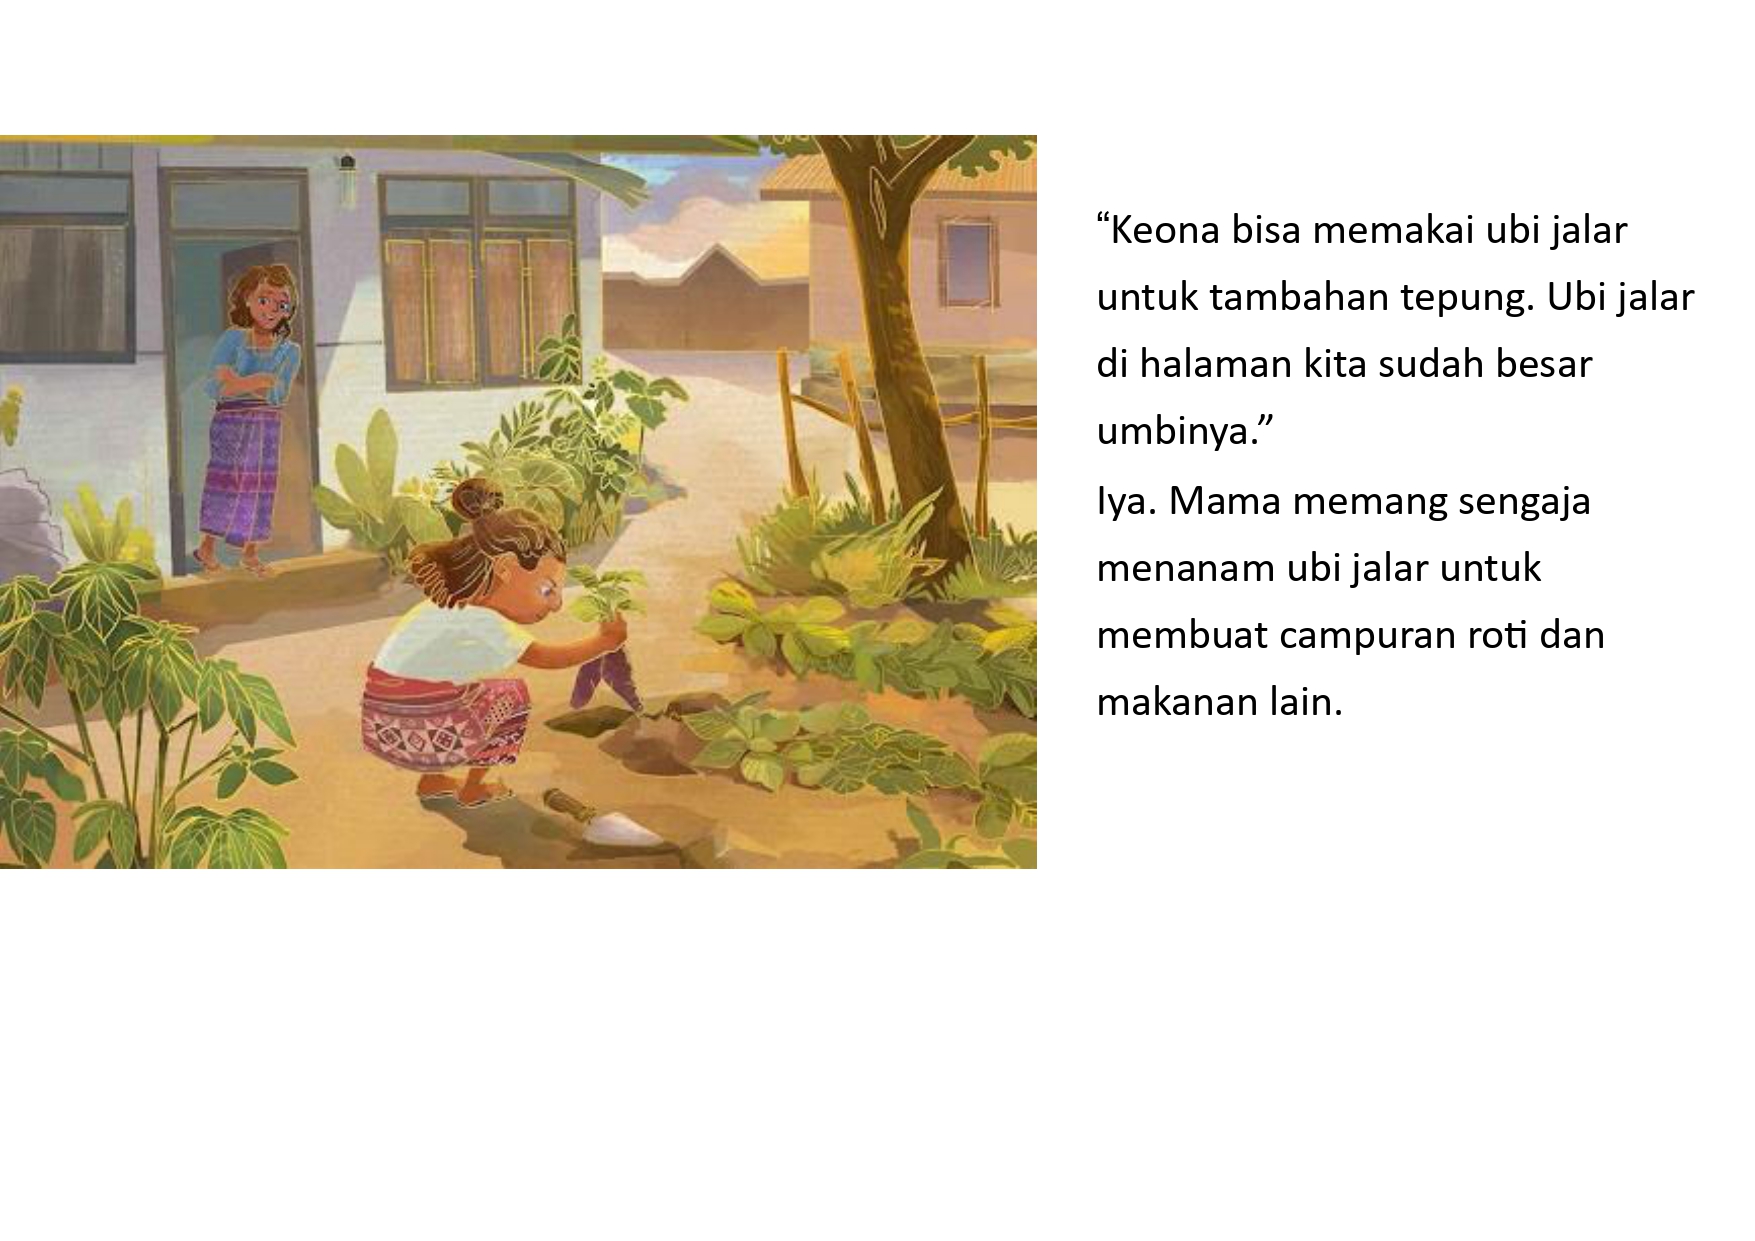 “Keona bisa memakai ubi jalar
untuk tambahan tepung. Ubi jalar
di halaman kita sudah besar
umbinya.”
Iya. Mama memang sengaja
menanam ubi jalar untuk
membuat campuran roti dan
makanan lain.